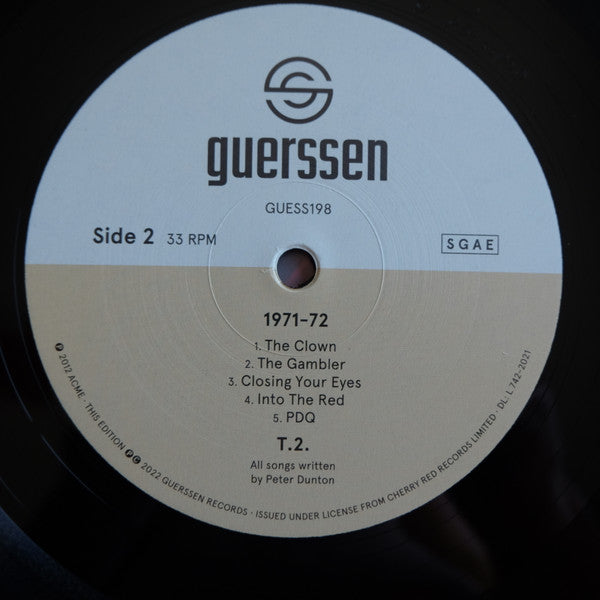 guerssen
GUESS198
Side 2 33 RPM
SGAE
1971-72
1. The Clown
2. The Gambler
3. Closing Your Eyes
4. Into The Red
5. PDQ
T.2.
All songs written
by Peter Dunton
℗ 2012 ACME · THIS EDITION ℗ © 2022 GUERSSEN RECORDS · ISSUED UNDER LICENSE FROM CHERRY RED RECORDS LIMITED · DL: L 742-2021